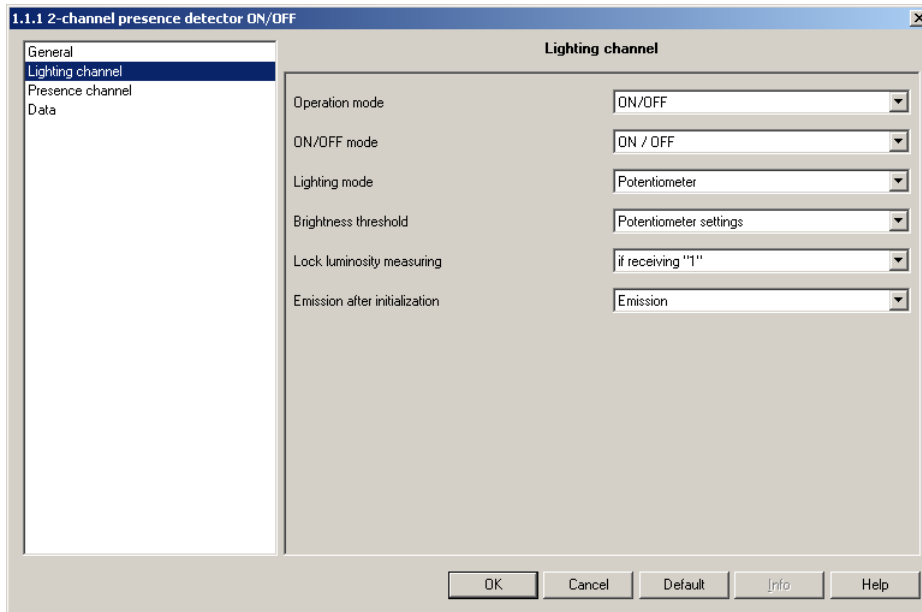 1.1.1 2-channel presence detector ON/OFF
General
Lighting channel
Presence channel
Data
Lighting channel
Operation mode ON/OFF
ON/OFF mode ON / OFF
Lighting mode Potentiometer
Brightness threshold Potentiometer settings
Lock luminosity measuring if receiving "1"
Emission after initialization Emission
OK Cancel Default Info Help